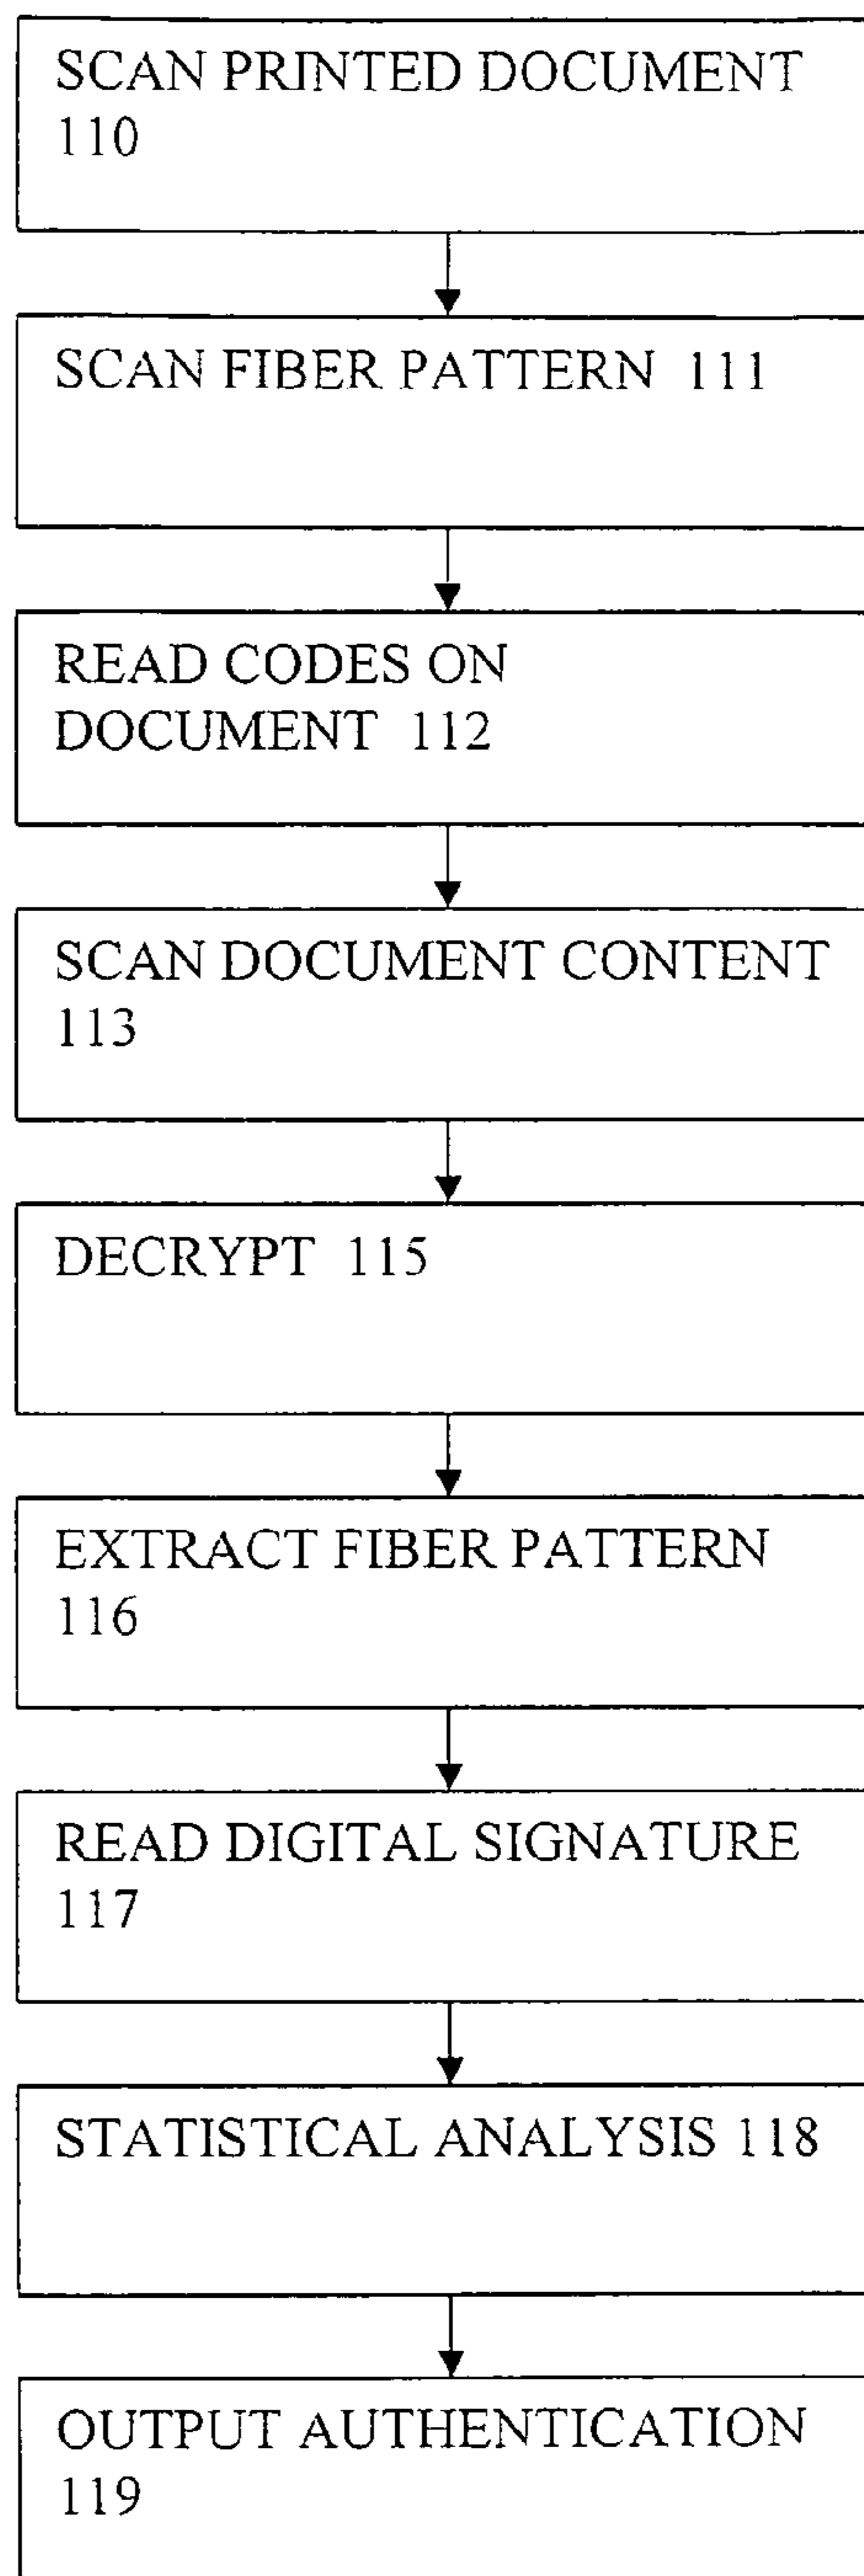 SCAN PRINTED DOCUMENT
110
SCAN FIBER PATTERN 111
READ CODES ON
DOCUMENT 112
SCAN DOCUMENT CONTENT
113
DECRYPT 115
EXTRACT FIBER PATTERN
116
READ DIGITAL SIGNATURE
117
STATISTICAL ANALYSIS 118
OUTPUT AUTHENTICATION
119